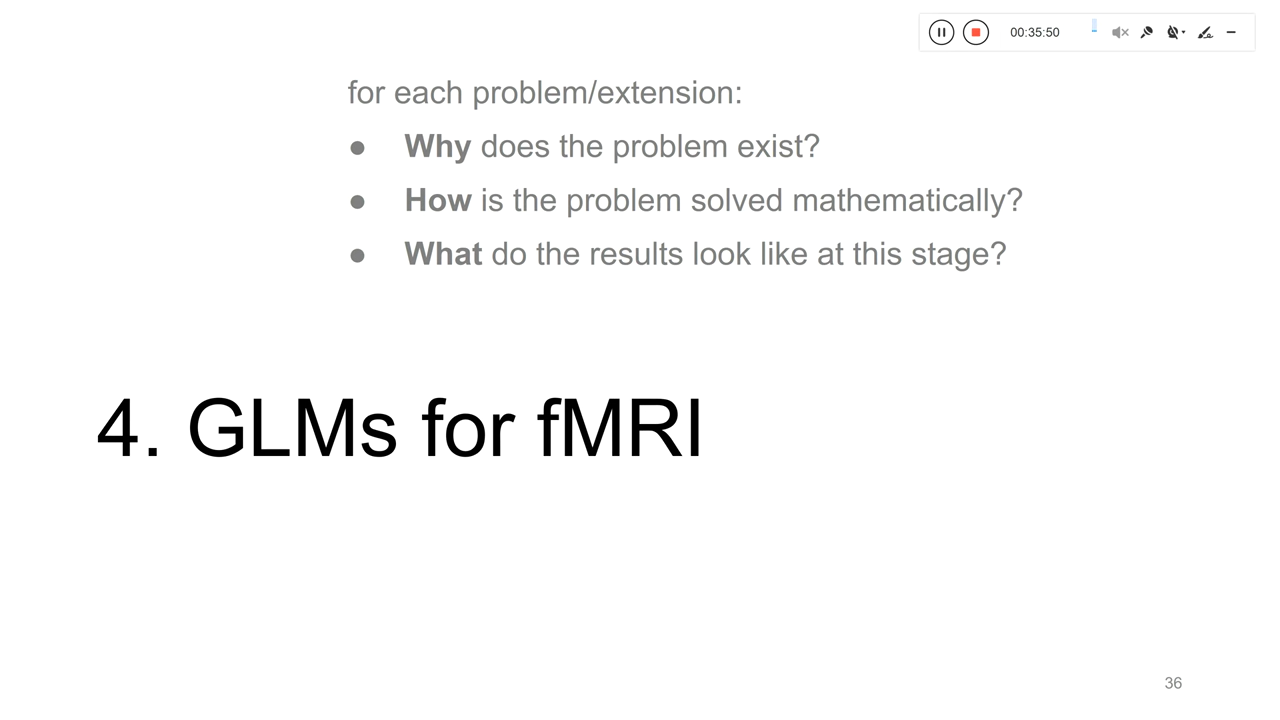 00:35:50
for each problem/extension:
● Why does the problem exist?
● How is the problem solved mathematically?
● What do the results look like at this stage?
4. GLMs for fMRI
36